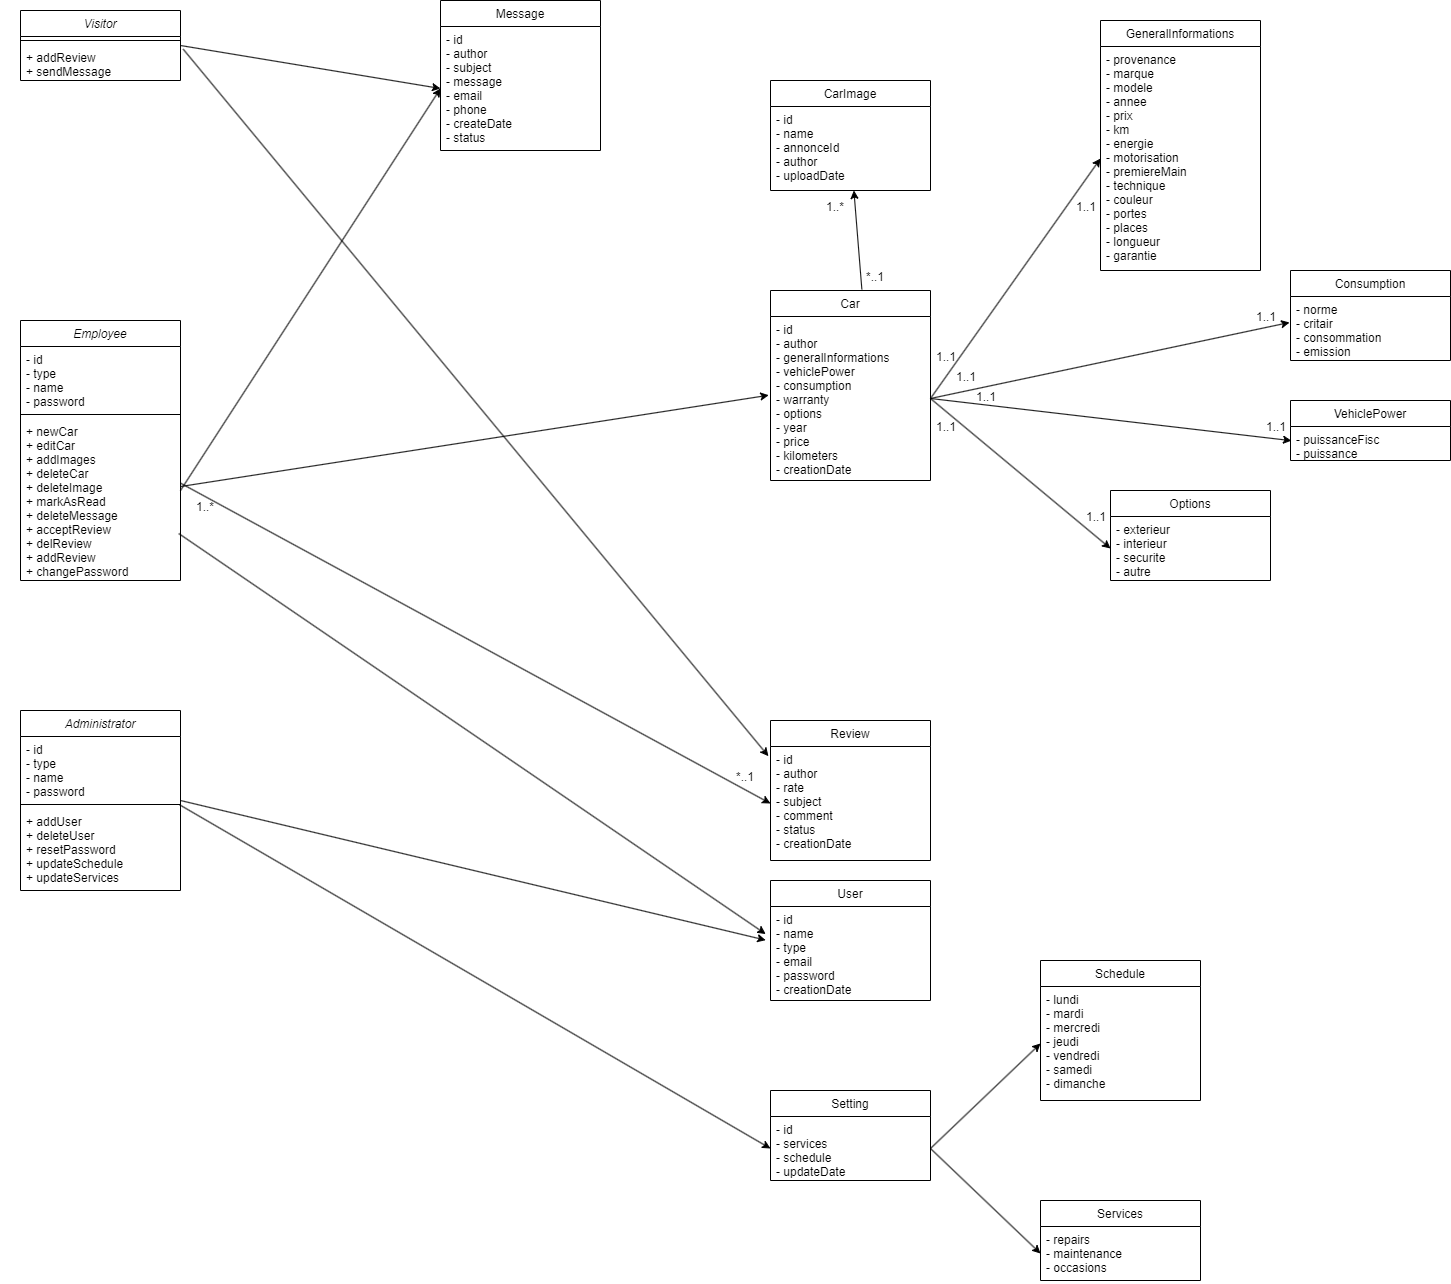 Visitor
+ addReview
+ sendMessage
Message
- id
- author
- subject
- message
- email
- phone
- createDate
- status
CarImage
- id
- name
- annonceId
- author
- uploadDate
GeneralInformations
- provenance
- marque
- modele
- annee
- prix
- km
- energie
- motorisation
- premiereMain
- technique
- couleur
- portes
- places
- longueur
- garantie
1..*
1..1
*..1
Consumption
- norme
- critair
- consommation
- emission
Employee
- id
- type
- name
- password
+ newCar
+ editCar
+ addImages
+ deleteCar
+ deleteImage
+ markAsRead
+ deleteMessage
+ acceptReview
+ delReview
+ addReview
+ changePassword
Car
- id
- author
- generalInformations
- vehiclePower
- consumption
- warranty
- options
- year
- price
- kilometers
- creationDate
1..1
1..1
1..1
1..1
1..1
1..1
1..1
VehiclePower
- puissanceFisc
- puissance
Options
- exterieur
- interieur
- securite
- autre
1..*
*..1
Administrator
- id
- type
- name
- password
+ addUser
+ deleteUser
+ resetPassword
+ updateSchedule
+ updateServices
Review
- id
- author
- rate
- subject
- comment
- status
- creationDate
User
- id
- name
- type
- email
- password
- creationDate
Schedule
- lundi
- mardi
- mercredi
- jeudi
- vendredi
- samedi
- dimanche
Setting
- id
- services
- schedule
- updateDate
Services
- repairs
- maintenance
- occasions